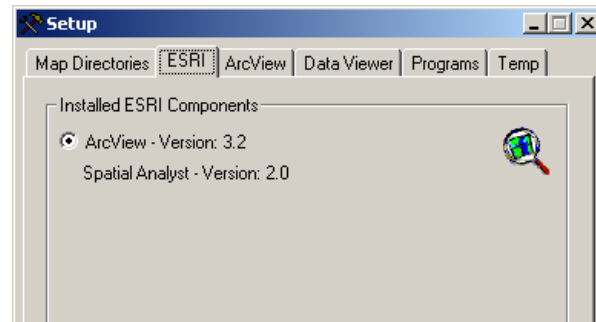 Setup
Map Directories ESRI ArcView Data Viewer Programs Temp
Installed ESRI Components
ArcView - Version: 3.2
Spatial Analyst - Version: 2.0